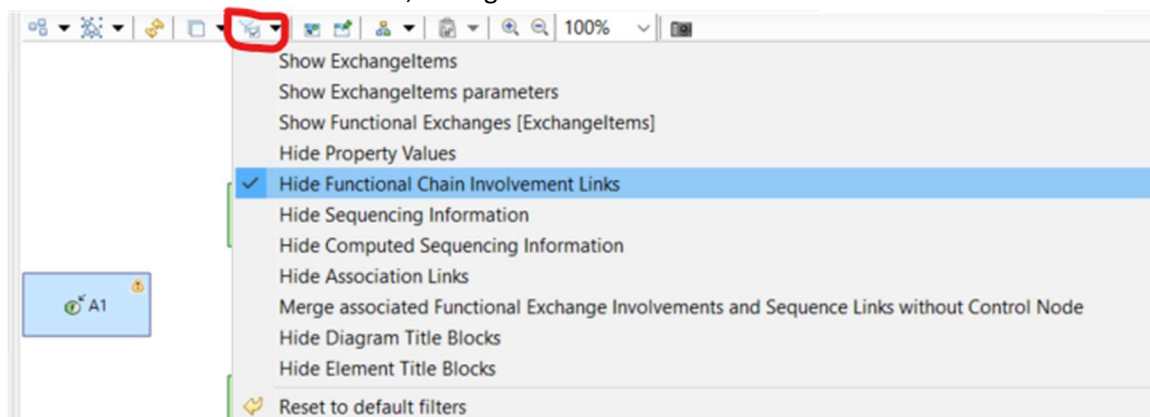 100%
Show ExchangeItems
Show ExchangeItems parameters
Show Functional Exchanges [ExchangeItems]
Hide Property Values
Hide Functional Chain Involvement Links
Hide Sequencing Information
Hide Computed Sequencing Information
Hide Association Links
A1
Merge associated Functional Exchange Involvements and Sequence Links without Control Node
Hide Diagram Title Blocks
Hide Element Title Blocks
Reset to default filters